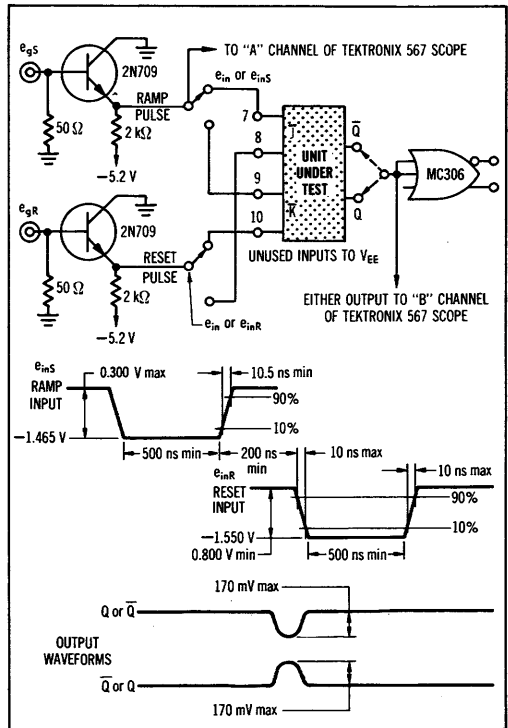 e_gS
2N709
50 Ω
2 kΩ
−5.2 V
RAMP
PULSE
TO "A" CHANNEL OF TEKTRONIX 567 SCOPE
e_in or e_inS
7
8
9
10
J̅
K̅
UNIT
UNDER
TEST
Q̅
Q
MC306
UNUSED INPUTS TO V_EE
e_gR
2N709
50 Ω
2 kΩ
−5.2 V
RESET
PULSE
e_in or e_inR
EITHER OUTPUT TO "B" CHANNEL
OF TEKTRONIX 567 SCOPE
e_inS
RAMP
INPUT
0.300 V max
−1.465 V
10.5 ns min
90%
10%
500 ns min
200 ns
min
10 ns max
e_inR
RESET
INPUT
10 ns max
90%
10%
−1.550 V
0.800 V min
500 ns min
170 mV max
Q or Q̅
OUTPUT
WAVEFORMS
Q̅ or Q
170 mV max